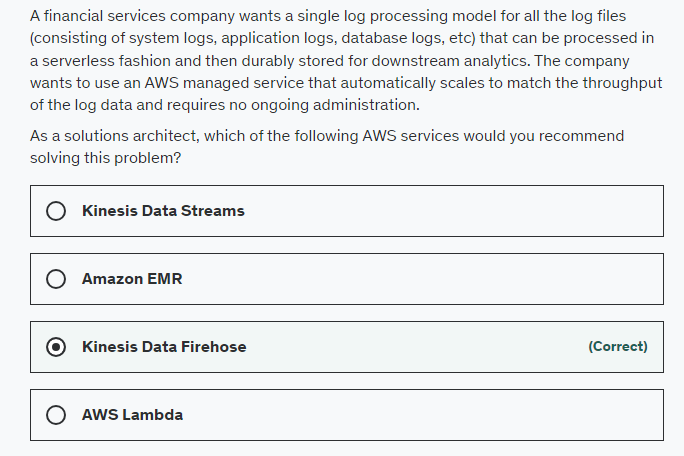 A financial services company wants a single log processing model for all the log files
(consisting of system logs, application logs, database logs, etc) that can be processed in
a serverless fashion and then durably stored for downstream analytics. The company
wants to use an AWS managed service that automatically scales to match the throughput
of the log data and requires no ongoing administration.
As a solutions architect, which of the following AWS services would you recommend
solving this problem?
Kinesis Data Streams
Amazon EMR
Kinesis Data Firehose (Correct)
AWS Lambda